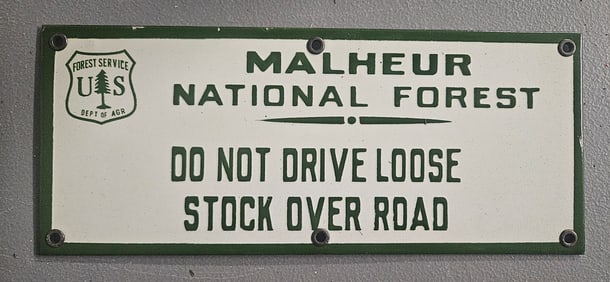 FOREST SERVICE
U S
DEPT OF AGR
MALHEUR
NATIONAL FOREST
DO NOT DRIVE LOOSE
STOCK OVER ROAD